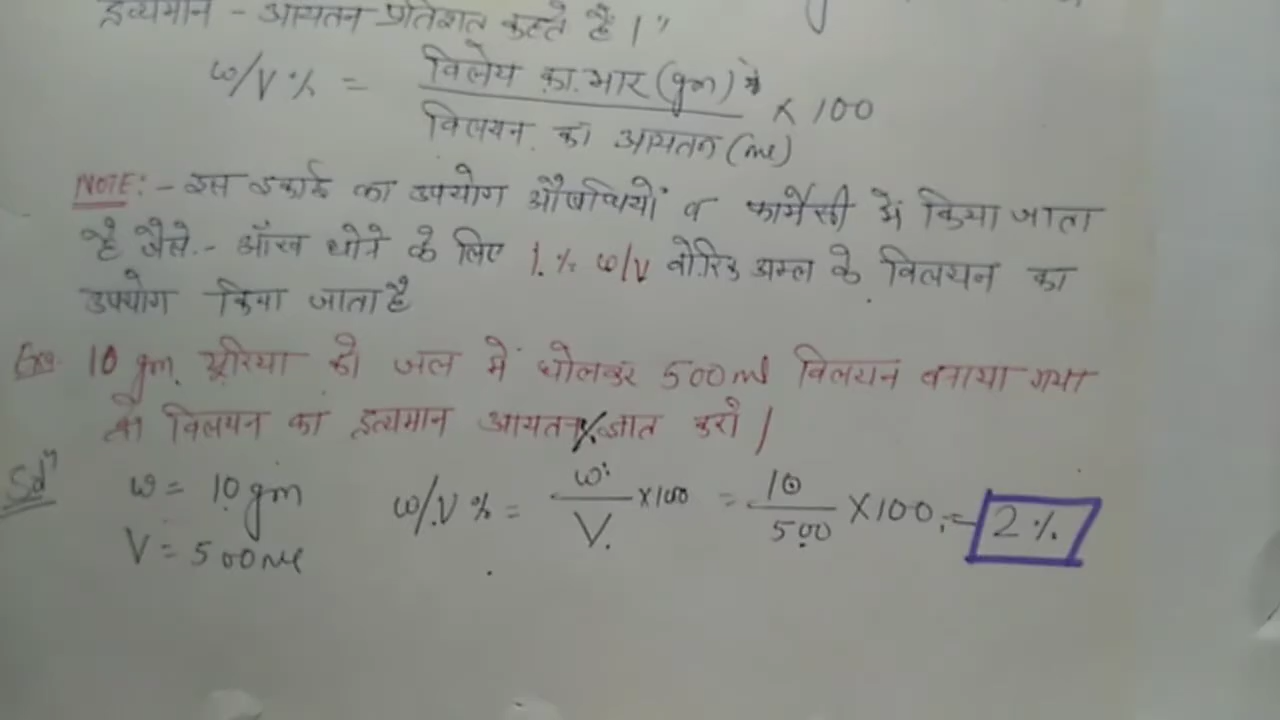 द्रव्यमान - आयतन प्रतिशत कहते है।"
w/V % = विलेय का भार (gm) / विलयन का आयतन (ml) × 100
NOTE: - इस इकाई का उपयोग औषधियों व फार्मेसी में किया जाता
है जैसे.- आँख धोने के लिए 1.% w/v बोरिक अम्ल के विलयन का
उपयोग किया जाता है
10 gm यूरिया को जल में घोलकर 500ml विलयन बनाया गया
तो विलयन का द्रव्यमान आयतन % ज्ञात करो।
Solⁿ w = 10 gm w/V % = w/V × 100 = 10/500 × 100 = 2%
V = 500ml